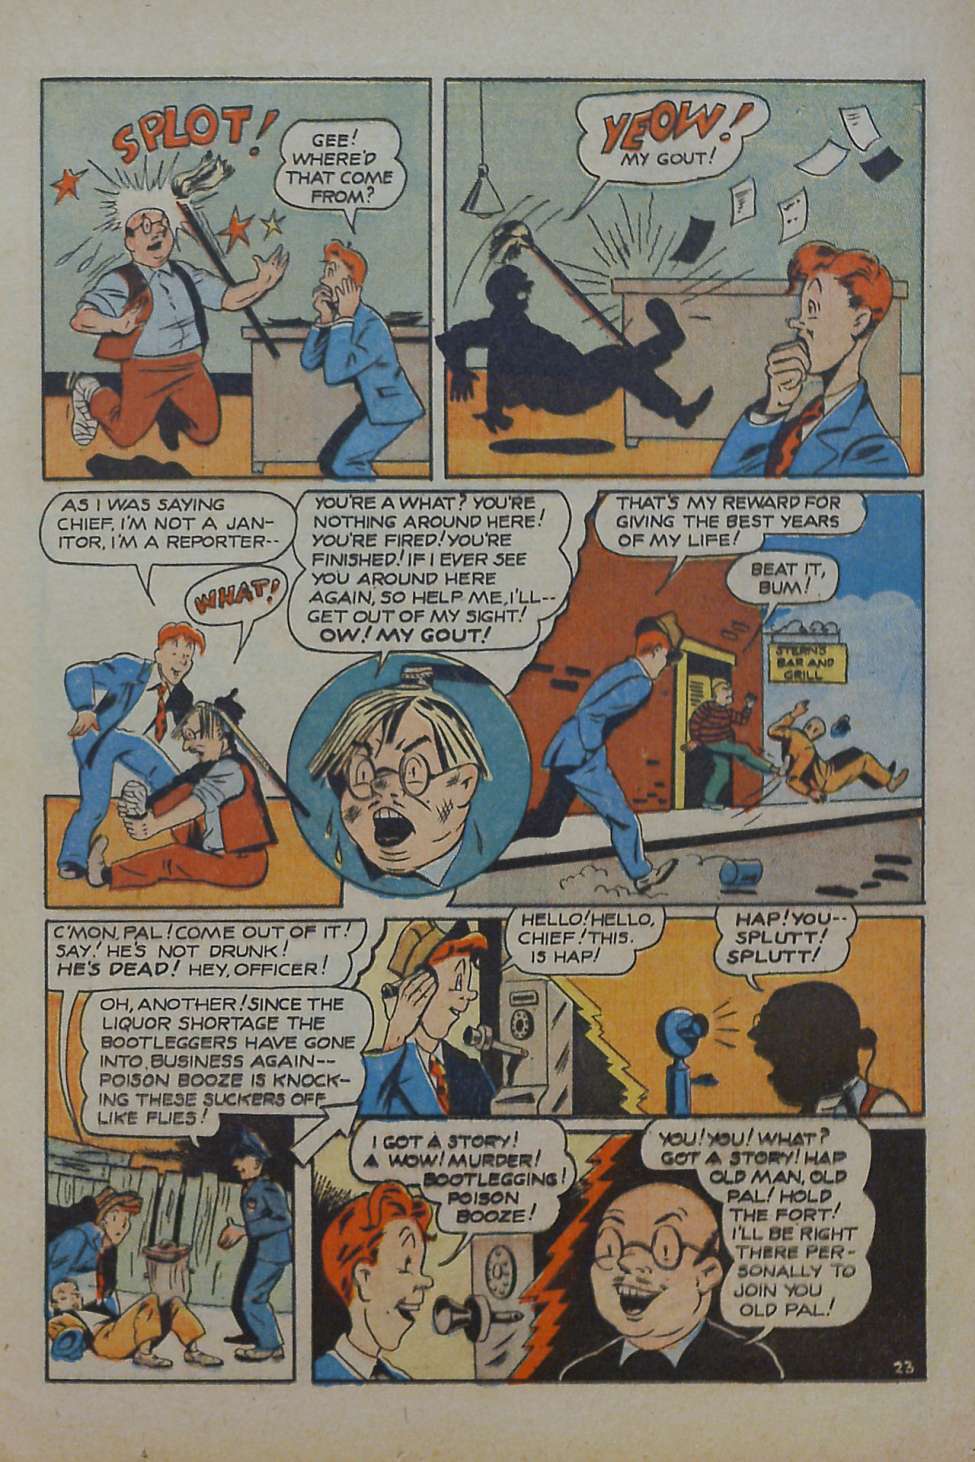 SPLOT!
GEE!
WHERE'D
THAT COME
FROM?
YEOW!
MY GOUT!
AS I WAS SAYING
CHIEF, I'M NOT A JAN-
ITOR, I'M A REPORTER--
WHAT!
YOU'RE A WHAT? YOU'RE
NOTHING AROUND HERE!
YOU'RE FIRED! YOU'RE
FINISHED! IF I EVER SEE
YOU AROUND HERE
AGAIN, SO HELP ME, I'LL--
GET OUT OF MY SIGHT!
OW! MY GOUT!
THAT'S MY REWARD FOR
GIVING THE BEST YEARS
OF MY LIFE!
BEAT IT,
BUM!
STERN'S
BAR AND
GRILL
C'MON, PAL! COME OUT OF IT!
SAY! HE'S NOT DRUNK!
HE'S DEAD! HEY, OFFICER!
OH, ANOTHER! SINCE THE
LIQUOR SHORTAGE THE
BOOTLEGGERS HAVE GONE
INTO BUSINESS AGAIN--
POISON BOOZE IS KNOCK-
ING THESE SUCKERS OFF
LIKE FLIES!
HELLO! HELLO,
CHIEF! THIS
IS HAP!
HAP! YOU--
SPLUTT!
SPLUTT!
I GOT A STORY!
A WOW! MURDER!
BOOTLEGGING!
POISON
BOOZE!
YOU! YOU! WHAT?
GOT A STORY! HAP
OLD MAN, OLD
PAL! HOLD
THE FORT!
I'LL BE RIGHT
THERE PER-
SONALLY TO
JOIN YOU
OLD PAL!
23